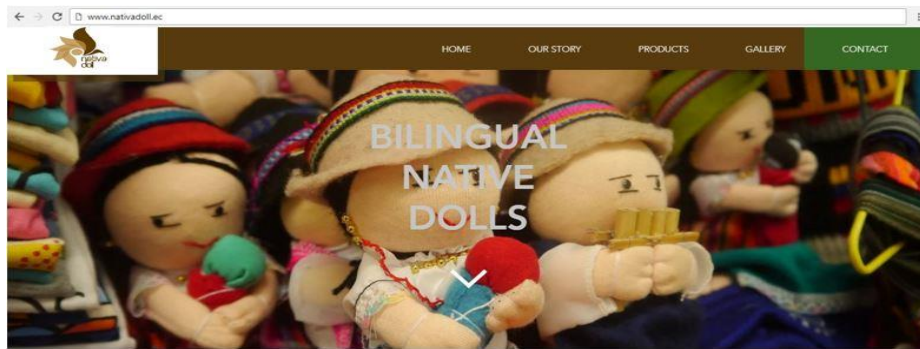 www.nativadoll.ec
nativa
doll
HOME
OUR STORY
PRODUCTS
GALLERY
CONTACT
BILINGUAL
NATIVE
DOLLS